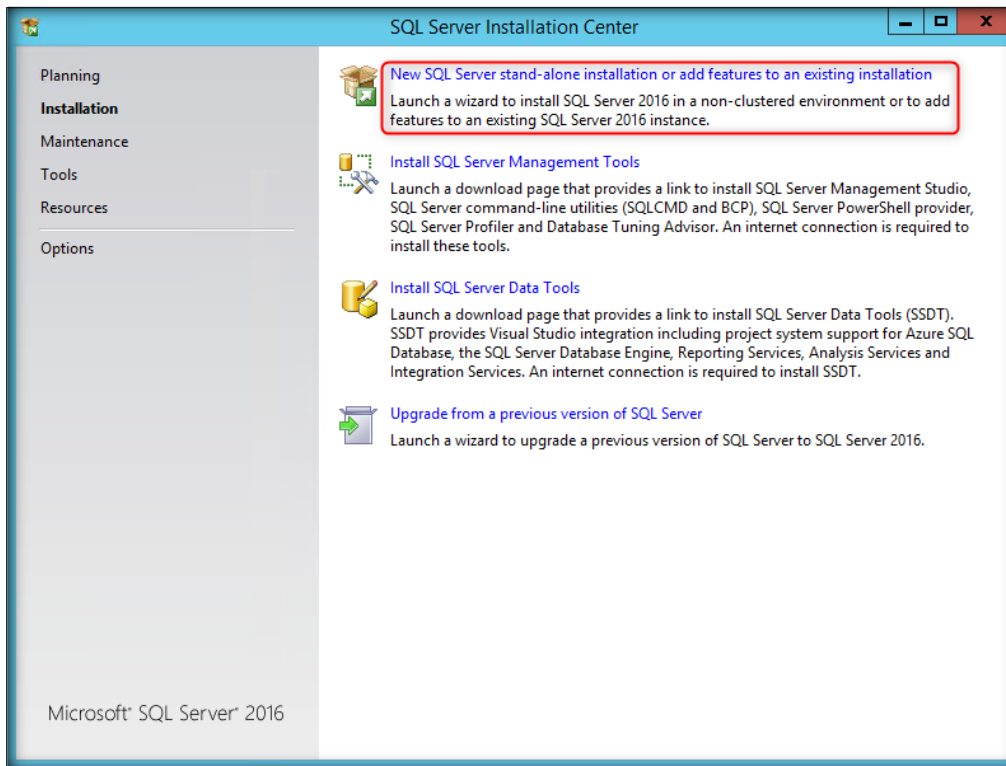 SQL Server Installation Center
Planning
Installation
Maintenance
Tools
Resources
Options
New SQL Server stand-alone installation or add features to an existing installation
Launch a wizard to install SQL Server 2016 in a non-clustered environment or to add
features to an existing SQL Server 2016 instance.
Install SQL Server Management Tools
Launch a download page that provides a link to install SQL Server Management Studio,
SQL Server command-line utilities (SQLCMD and BCP), SQL Server PowerShell provider,
SQL Server Profiler and Database Tuning Advisor. An internet connection is required to
install these tools.
Install SQL Server Data Tools
Launch a download page that provides a link to install SQL Server Data Tools (SSDT).
SSDT provides Visual Studio integration including project system support for Azure SQL
Database, the SQL Server Database Engine, Reporting Services, Analysis Services and
Integration Services. An internet connection is required to install SSDT.
Upgrade from a previous version of SQL Server
Launch a wizard to upgrade a previous version of SQL Server to SQL Server 2016.
Microsoft® SQL Server® 2016